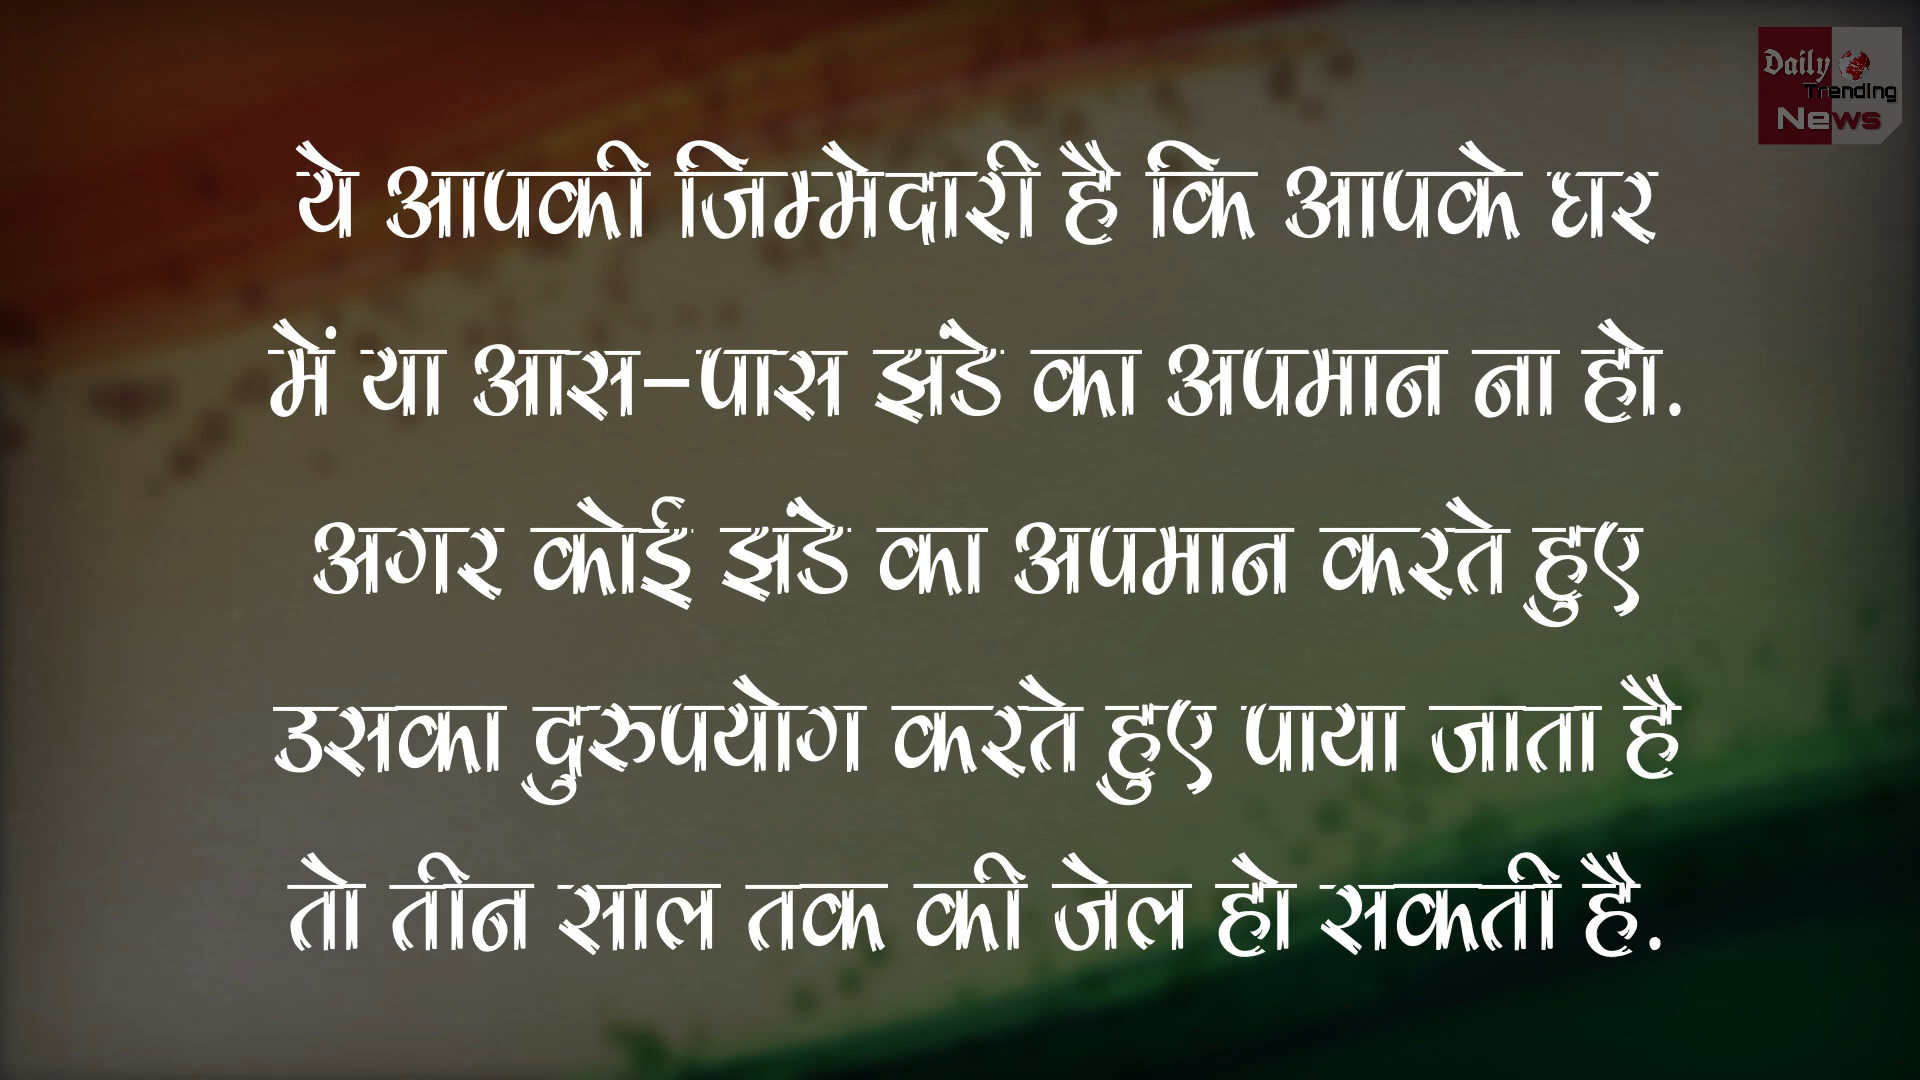 Daily
Trending
News
ये आपकी जिम्मेदारी है कि आपके घर
में या आस-पास झंडे का अपमान ना हो.
अगर कोई झंडे का अपमान करते हुए
उसका दुरुपयोग करते हुए पाया जाता है
तो तीन साल तक की जेल हो सकती है.